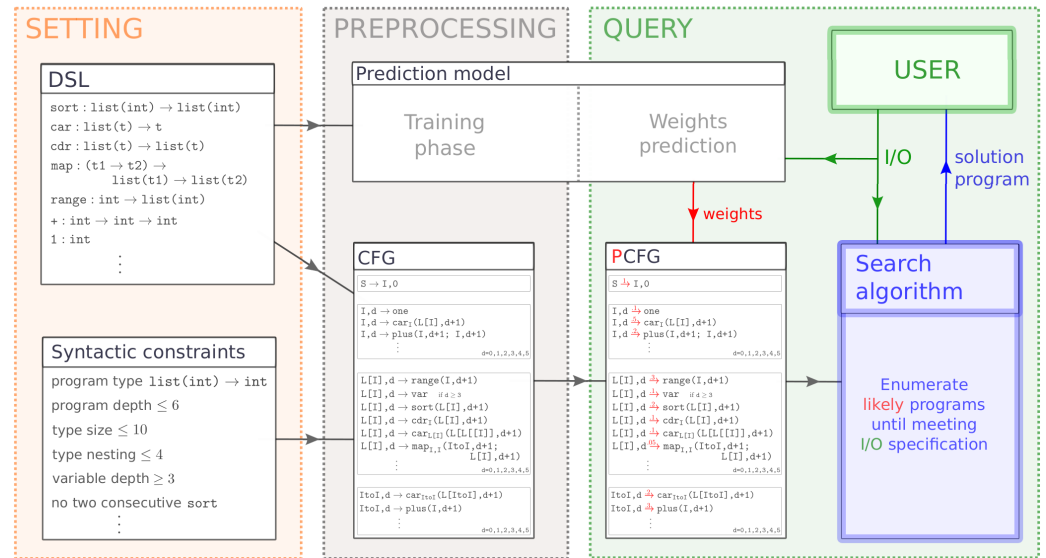 SETTING
DSL
sort : list(int) → list(int)
car : list(t) → t
cdr : list(t) → list(t)
map : (t1 → t2) →
list(t1) → list(t2)
range : int → list(int)
+ : int → int → int
1 : int
⋮
Syntactic constraints
program type list(int) → int
program depth ≤ 6
type size ≤ 10
type nesting ≤ 4
variable depth ≥ 3
no two consecutive sort
⋮
PREPROCESSING
Prediction model
Training
phase
Weights
prediction
CFG
S → I,0
I,d → one
I,d → car_I(L[I],d+1)
I,d → plus(I,d+1; I,d+1)
⋮
d=0,1,2,3,4,5
L[I],d → range(I,d+1)
L[I],d → var if d ≥ 3
L[I],d → sort(L[I],d+1)
L[I],d → cdr_I(L[I],d+1)
L[I],d → car_L[I](L[L[I]],d+1)
L[I],d → map_I,I(ItoI,d+1;
L[I],d+1)
⋮
d=0,1,2,3,4,5
ItoI,d → car_ItoI(L[ItoI],d+1)
ItoI,d → plus(I,d+1)
⋮
d=0,1,2,3,4,5
QUERY
USER
I/O
solution
program
weights
PCFG
S → I,0
I,d → one
I,d → car_I(L[I],d+1)
I,d → plus(I,d+1; I,d+1)
⋮
d=0,1,2,3,4,5
L[I],d → range(I,d+1)
L[I],d → var if d ≥ 3
L[I],d → sort(L[I],d+1)
L[I],d → cdr_I(L[I],d+1)
L[I],d → car_L[I](L[L[I]],d+1)
L[I],d → map_I,I(ItoI,d+1;
L[I],d+1)
⋮
d=0,1,2,3,4,5
ItoI,d → car_ItoI(L[ItoI],d+1)
ItoI,d → plus(I,d+1)
⋮
d=0,1,2,3,4,5
Search
algorithm
Enumerate
likely programs
until meeting
I/O specification